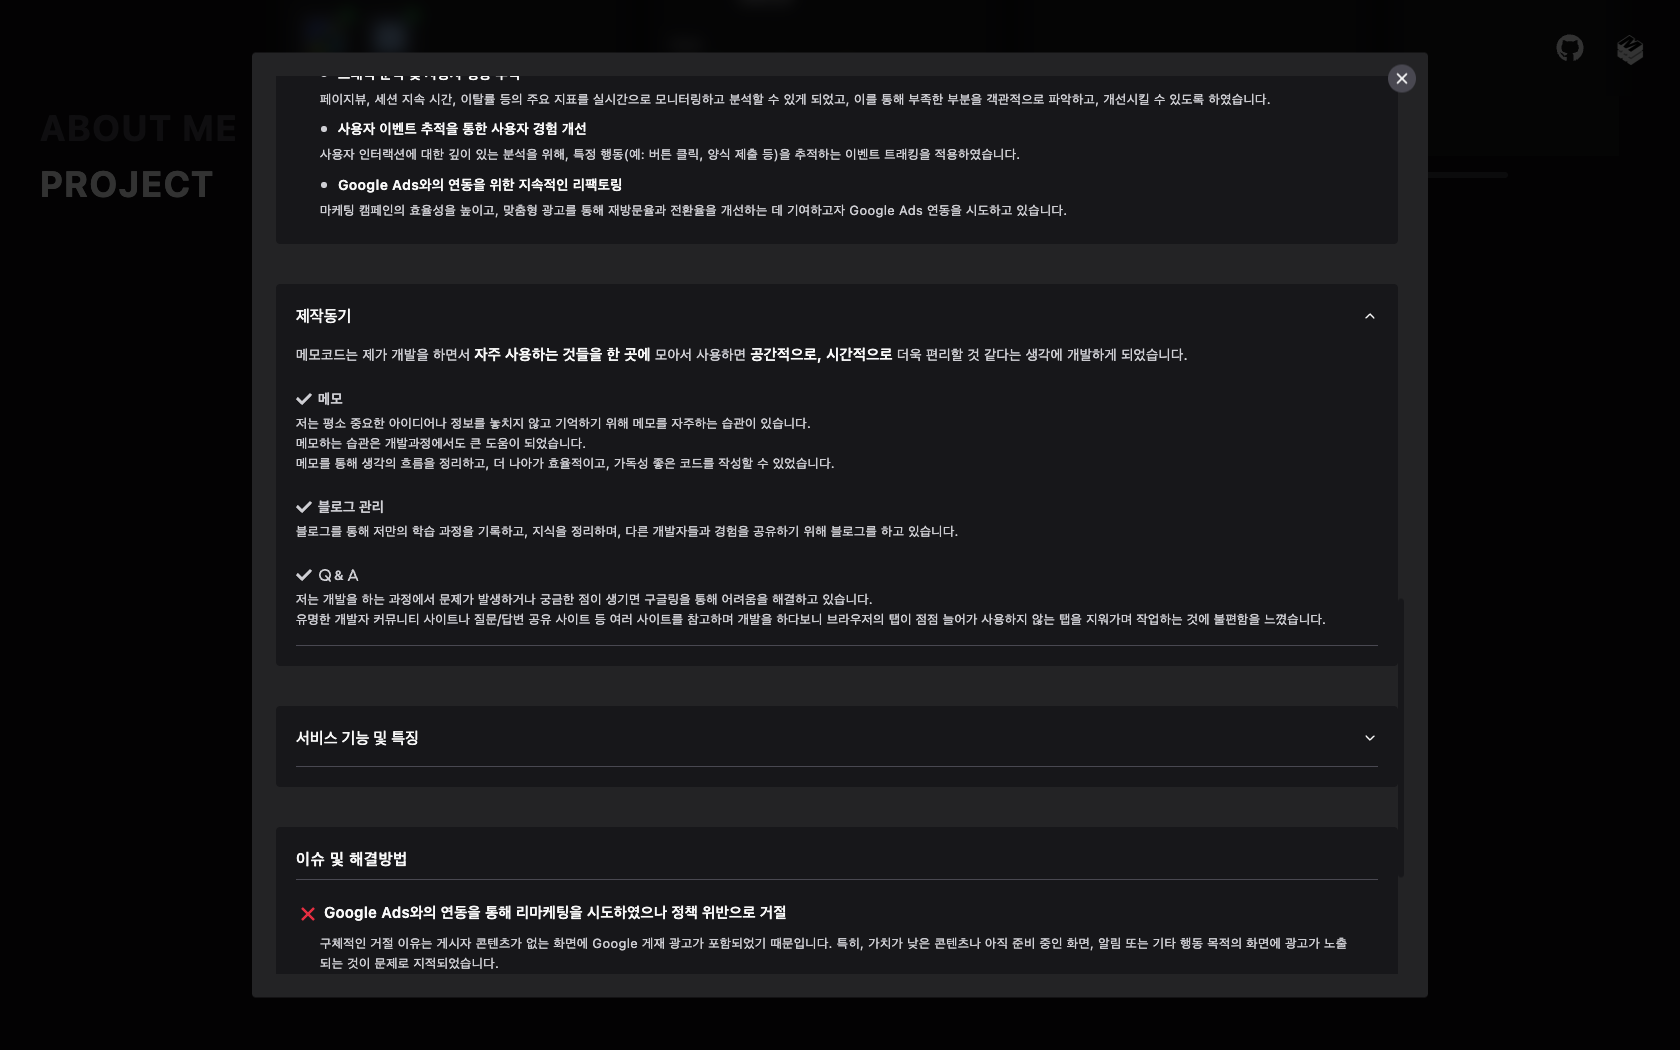 ABOUT ME
PROJECT
페이지뷰, 세션 지속 시간, 이탈률 등의 주요 지표를 실시간으로 모니터링하고 분석할 수 있게 되었고, 이를 통해 부족한 부분을 객관적으로 파악하고, 개선시킬 수 있도록 하였습니다.
사용자 이벤트 추적을 통한 사용자 경험 개선
사용자 인터랙션에 대한 깊이 있는 분석을 위해, 특정 행동(예: 버튼 클릭, 양식 제출 등)을 추적하는 이벤트 트래킹을 적용하였습니다.
Google Ads와의 연동을 위한 지속적인 리팩토링
마케팅 캠페인의 효율성을 높이고, 맞춤형 광고를 통해 재방문율과 전환율을 개선하는 데 기여하고자 Google Ads 연동을 시도하고 있습니다.
제작동기
메모코드는 제가 개발을 하면서 자주 사용하는 것들을 한 곳에 모아서 사용하면 공간적으로, 시간적으로 더욱 편리할 것 같다는 생각에 개발하게 되었습니다.
메모
저는 평소 중요한 아이디어나 정보를 놓치지 않고 기억하기 위해 메모를 자주하는 습관이 있습니다.
메모하는 습관은 개발과정에서도 큰 도움이 되었습니다.
메모를 통해 생각의 흐름을 정리하고, 더 나아가 효율적이고, 가독성 좋은 코드를 작성할 수 있었습니다.
블로그 관리
블로그를 통해 저만의 학습 과정을 기록하고, 지식을 정리하며, 다른 개발자들과 경험을 공유하기 위해 블로그를 하고 있습니다.
Q & A
저는 개발을 하는 과정에서 문제가 발생하거나 궁금한 점이 생기면 구글링을 통해 어려움을 해결하고 있습니다.
유명한 개발자 커뮤니티 사이트나 질문/답변 공유 사이트 등 여러 사이트를 참고하며 개발을 하다보니 브라우저의 탭이 점점 늘어가 사용하지 않는 탭을 지워가며 작업하는 것에 불편함을 느꼈습니다.
서비스 기능 및 특징
이슈 및 해결방법
Google Ads와의 연동을 통해 리마케팅을 시도하였으나 정책 위반으로 거절
구체적인 거절 이유는 게시자 콘텐츠가 없는 화면에 Google 게재 광고가 포함되었기 때문입니다. 특히, 가치가 낮은 콘텐츠나 아직 준비 중인 화면, 알림 또는 기타 행동 목적의 화면에 광고가 노출
되는 것이 문제로 지적되었습니다.